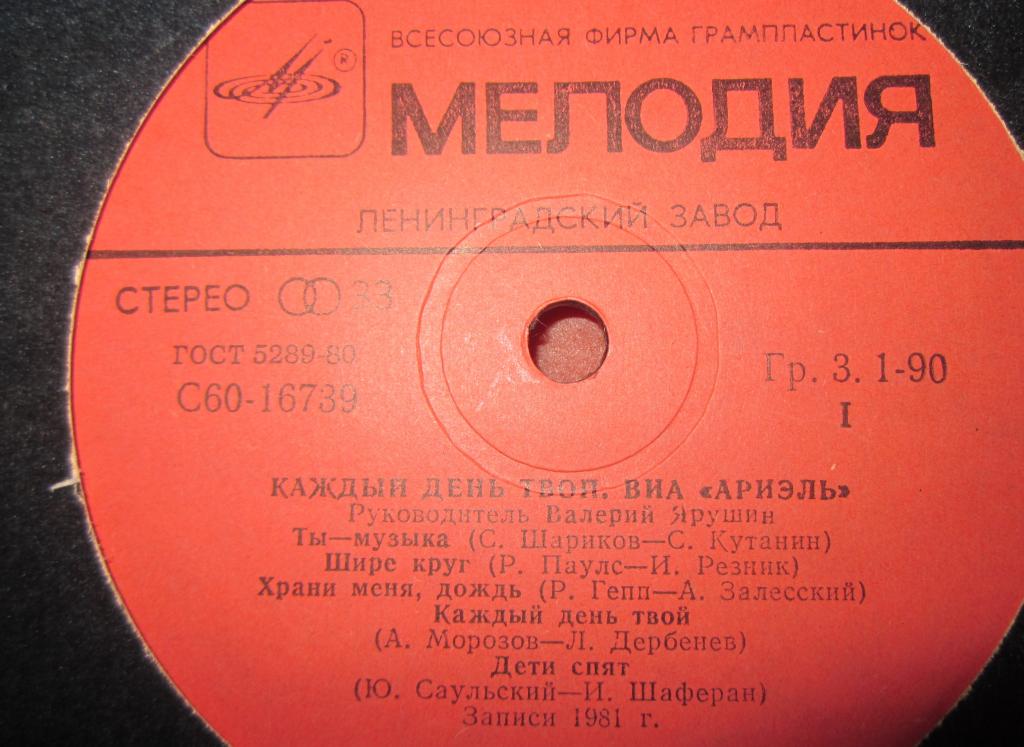 ВСЕСОЮЗНАЯ ФИРМА ГРАМПЛАСТИНОК
®
МЕЛОДИЯ
ЛЕНИНГРАДСКИЙ ЗАВОД
СТЕРЕО 33
ГОСТ 5289-80
С60-16739
Гр. 3. 1-90
I
КАЖДЫЙ ДЕНЬ ТВОЙ. ВИА «АРИЭЛЬ»
Руководитель Валерий Ярушин
Ты—музыка (С. Шариков—С. Кутанин)
Шире круг (Р. Паулс—И. Резник)
Храни меня, дождь (Р. Гепп—А. Залесский)
Каждый день твой
(А. Морозов—Л. Дербенев)
Дети спят
(Ю. Саульский—И. Шаферан)
Записи 1981 г.